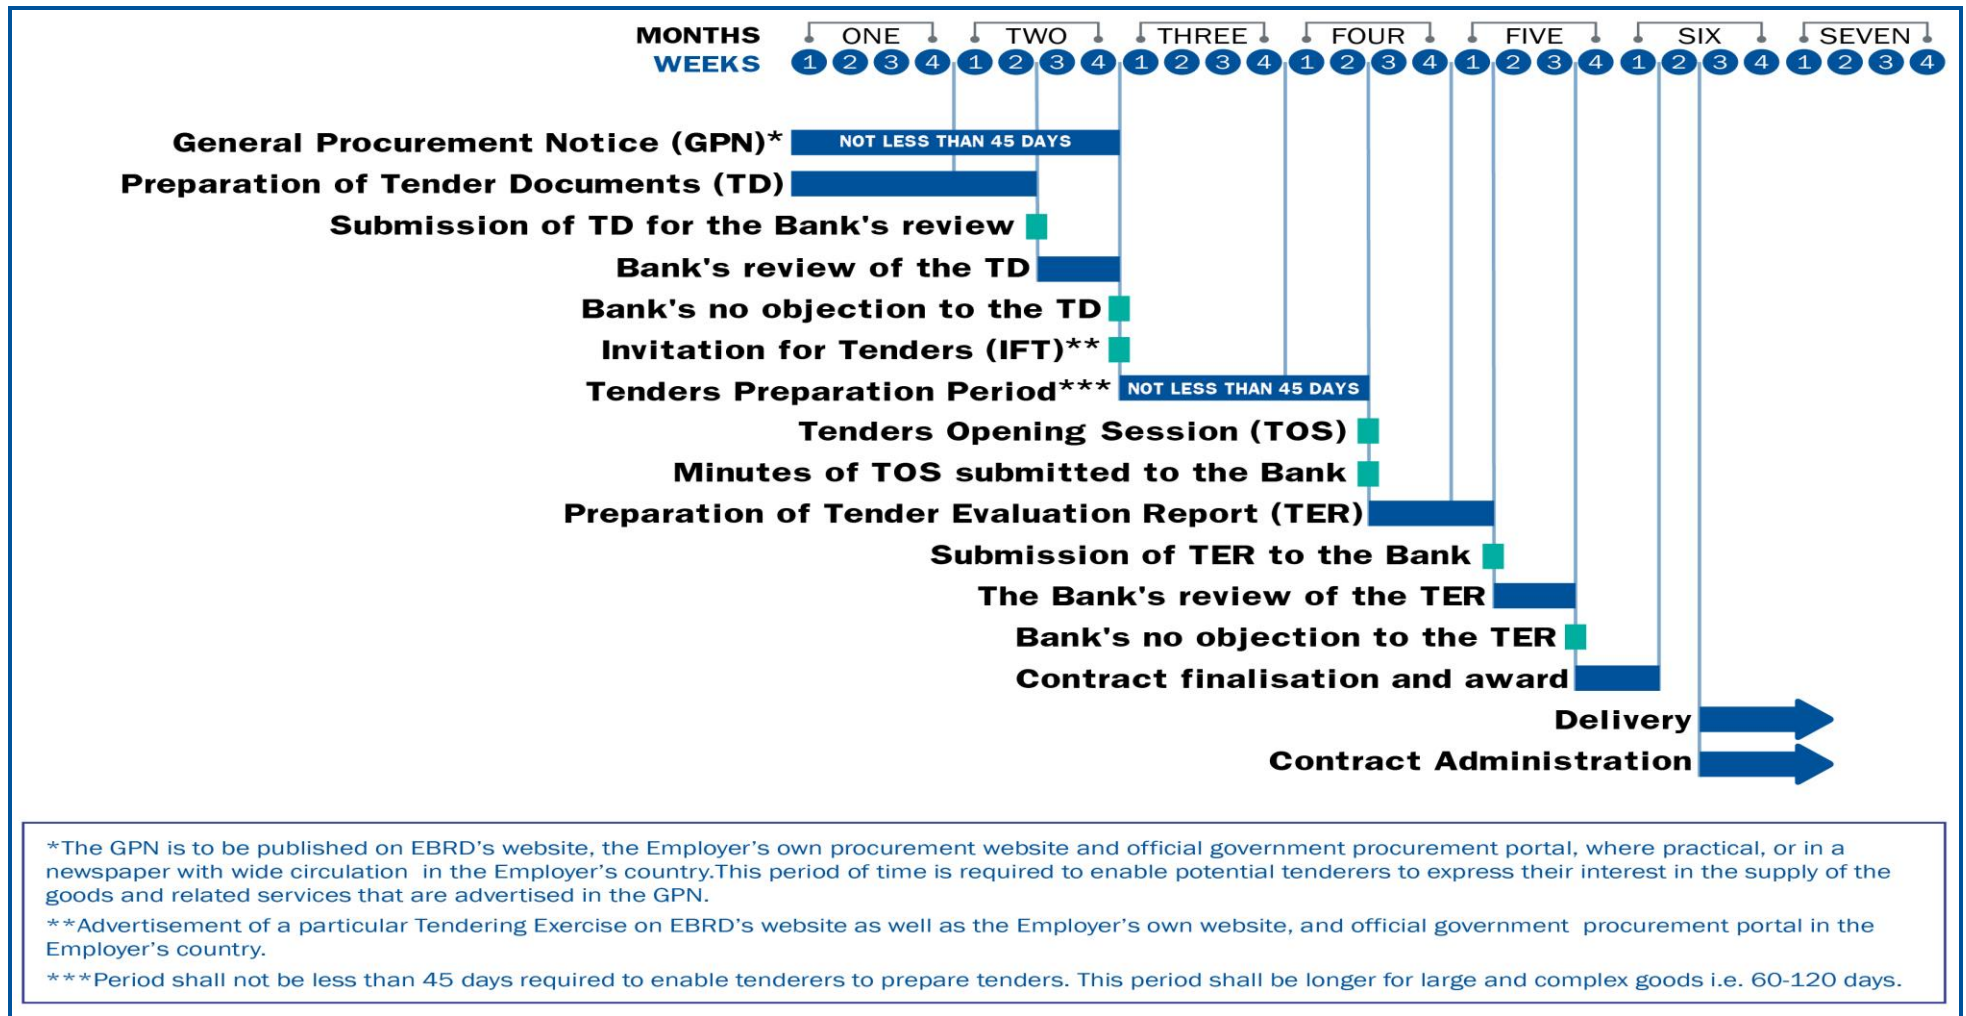 MONTHS ONE TWO THREE FOUR FIVE SIX SEVEN
WEEKS 1 2 3 4 1 2 3 4 1 2 3 4 1 2 3 4 1 2 3 4 1 2 3 4 1 2 3 4
General Procurement Notice (GPN)* NOT LESS THAN 45 DAYS
Preparation of Tender Documents (TD)
Submission of TD for the Bank's review
Bank's review of the TD
Bank's no objection to the TD
Invitation for Tenders (IFT)**
Tenders Preparation Period*** NOT LESS THAN 45 DAYS
Tenders Opening Session (TOS)
Minutes of TOS submitted to the Bank
Preparation of Tender Evaluation Report (TER)
Submission of TER to the Bank
The Bank's review of the TER
Bank's no objection to the TER
Contract finalisation and award
Delivery
Contract Administration
*The GPN is to be published on EBRD’s website, the Employer’s own procurement website and official government procurement portal, where practical, or in a
newspaper with wide circulation in the Employer’s country.This period of time is required to enable potential tenderers to express their interest in the supply of the
goods and related services that are advertised in the GPN.
**Advertisement of a particular Tendering Exercise on EBRD’s website as well as the Employer’s own website, and official government procurement portal in the
Employer’s country.
***Period shall not be less than 45 days required to enable tenderers to prepare tenders. This period shall be longer for large and complex goods i.e. 60-120 days.